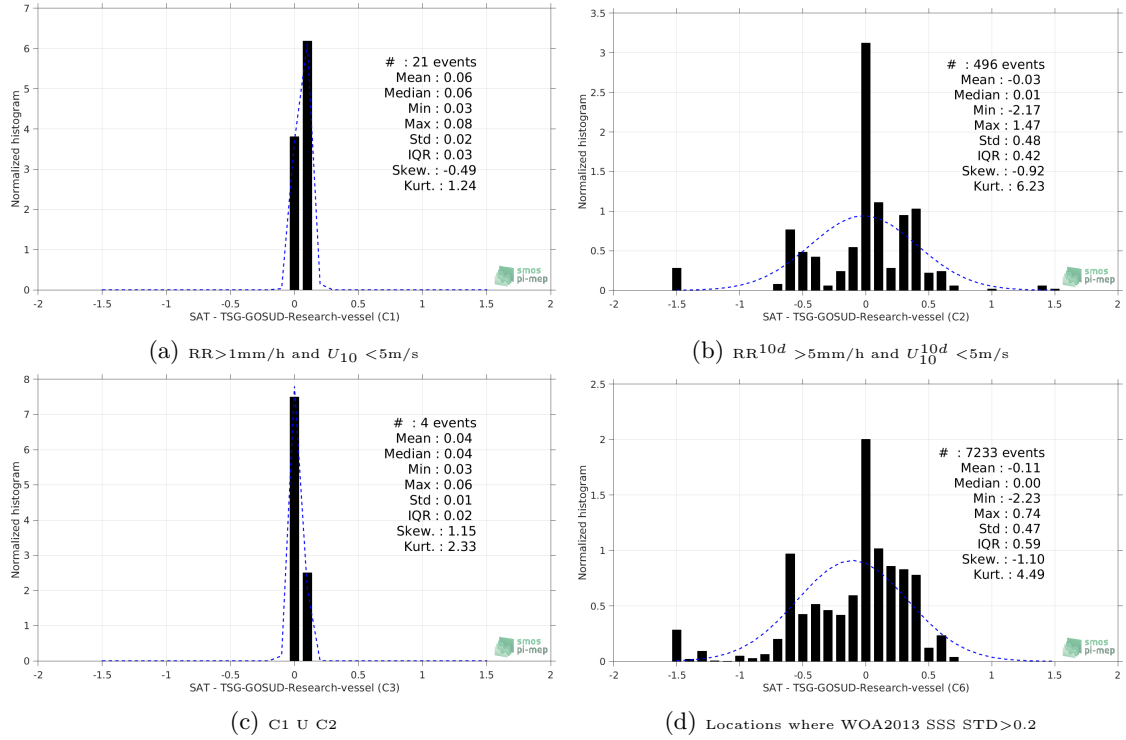 7
6
5
4
3
2
1
0
Normalized histogram
# : 21 events
Mean : 0.06
Median : 0.06
Min : 0.03
Max : 0.08
Std : 0.02
IQR : 0.03
Skew. : -0.49
Kurt. : 1.24
smos
pi-mep
-2 -1.5 -1 -0.5 0 0.5 1 1.5 2
SAT - TSG-GOSUD-Research-vessel (C1)
(a) RR>1mm/h and U10 <5m/s
3.5
3
2.5
2
1.5
1
0.5
0
Normalized histogram
# : 496 events
Mean : -0.03
Median : 0.01
Min : -2.17
Max : 1.47
Std : 0.48
IQR : 0.42
Skew. : -0.92
Kurt. : 6.23
smos
pi-mep
-2 -1.5 -1 -0.5 0 0.5 1 1.5 2
SAT - TSG-GOSUD-Research-vessel (C2)
(b) RR10d >5mm/h and U10d10 <5m/s
8
7
6
5
4
3
2
1
0
Normalized histogram
# : 4 events
Mean : 0.04
Median : 0.04
Min : 0.03
Max : 0.06
Std : 0.01
IQR : 0.02
Skew. : 1.15
Kurt. : 2.33
smos
pi-mep
-2 -1.5 -1 -0.5 0 0.5 1 1.5 2
SAT - TSG-GOSUD-Research-vessel (C3)
(c) C1 U C2
2.5
2
1.5
1
0.5
0
Normalized histogram
# : 7233 events
Mean : -0.11
Median : 0.00
Min : -2.23
Max : 0.74
Std : 0.47
IQR : 0.59
Skew. : -1.10
Kurt. : 4.49
smos
pi-mep
-2 -1.5 -1 -0.5 0 0.5 1 1.5 2
SAT - TSG-GOSUD-Research-vessel (C6)
(d) Locations where WOA2013 SSS STD>0.2